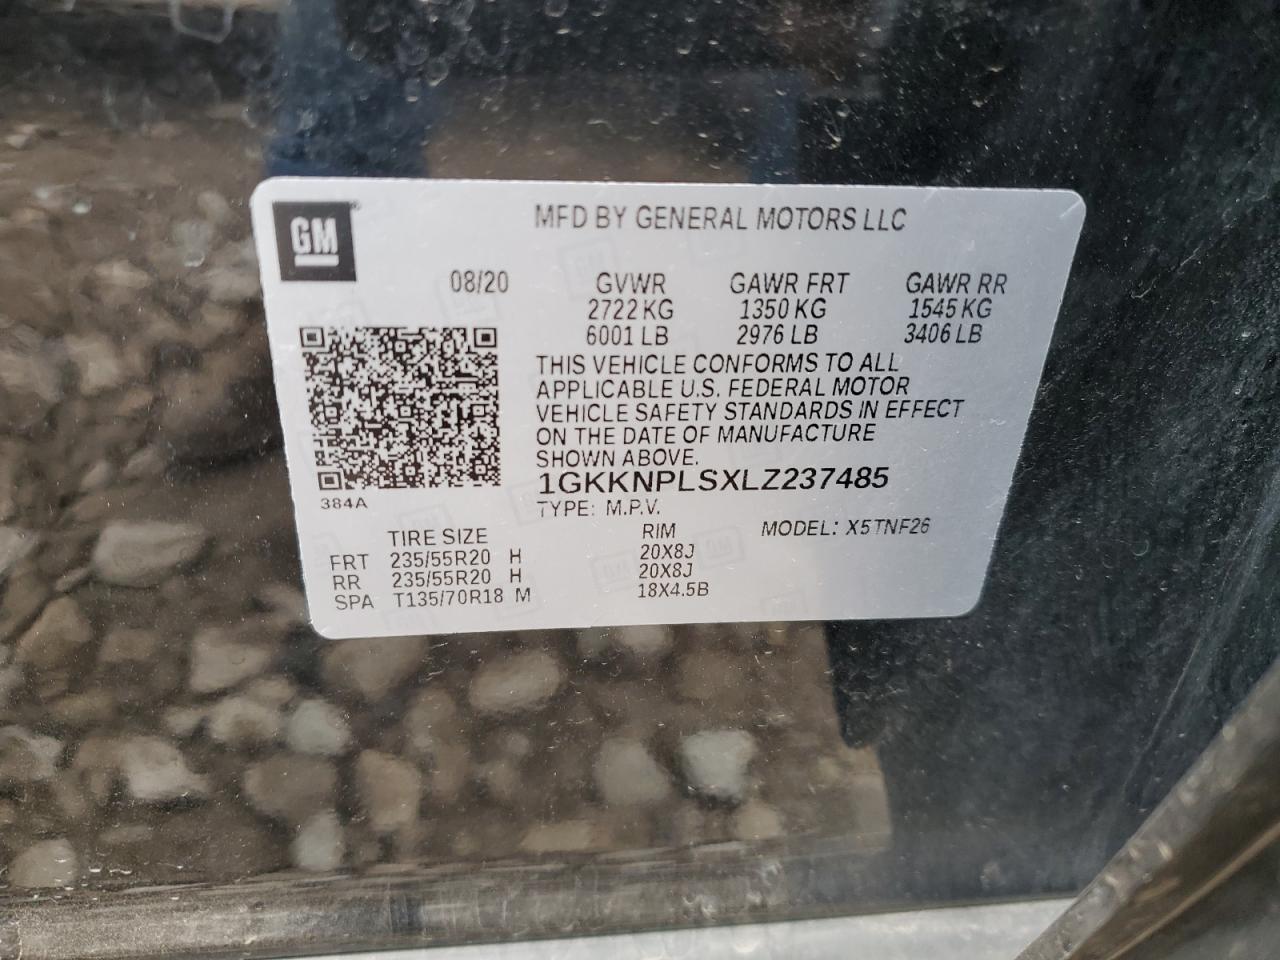 GM
MFD BY GENERAL MOTORS LLC
08/20 GVWR GAWR FRT GAWR RR
2722 KG 1350 KG 1545 KG
6001 LB 2976 LB 3406 LB
THIS VEHICLE CONFORMS TO ALL
APPLICABLE U.S. FEDERAL MOTOR
VEHICLE SAFETY STANDARDS IN EFFECT
ON THE DATE OF MANUFACTURE
SHOWN ABOVE.
1GKKNPLSXLZ237485
384A
TYPE: M.P.V.
TIRE SIZE RIM MODEL: X5TNF26
FRT 235/55R20 H 20X8J
RR 235/55R20 H 20X8J
SPA T135/70R18 M 18X4.5B